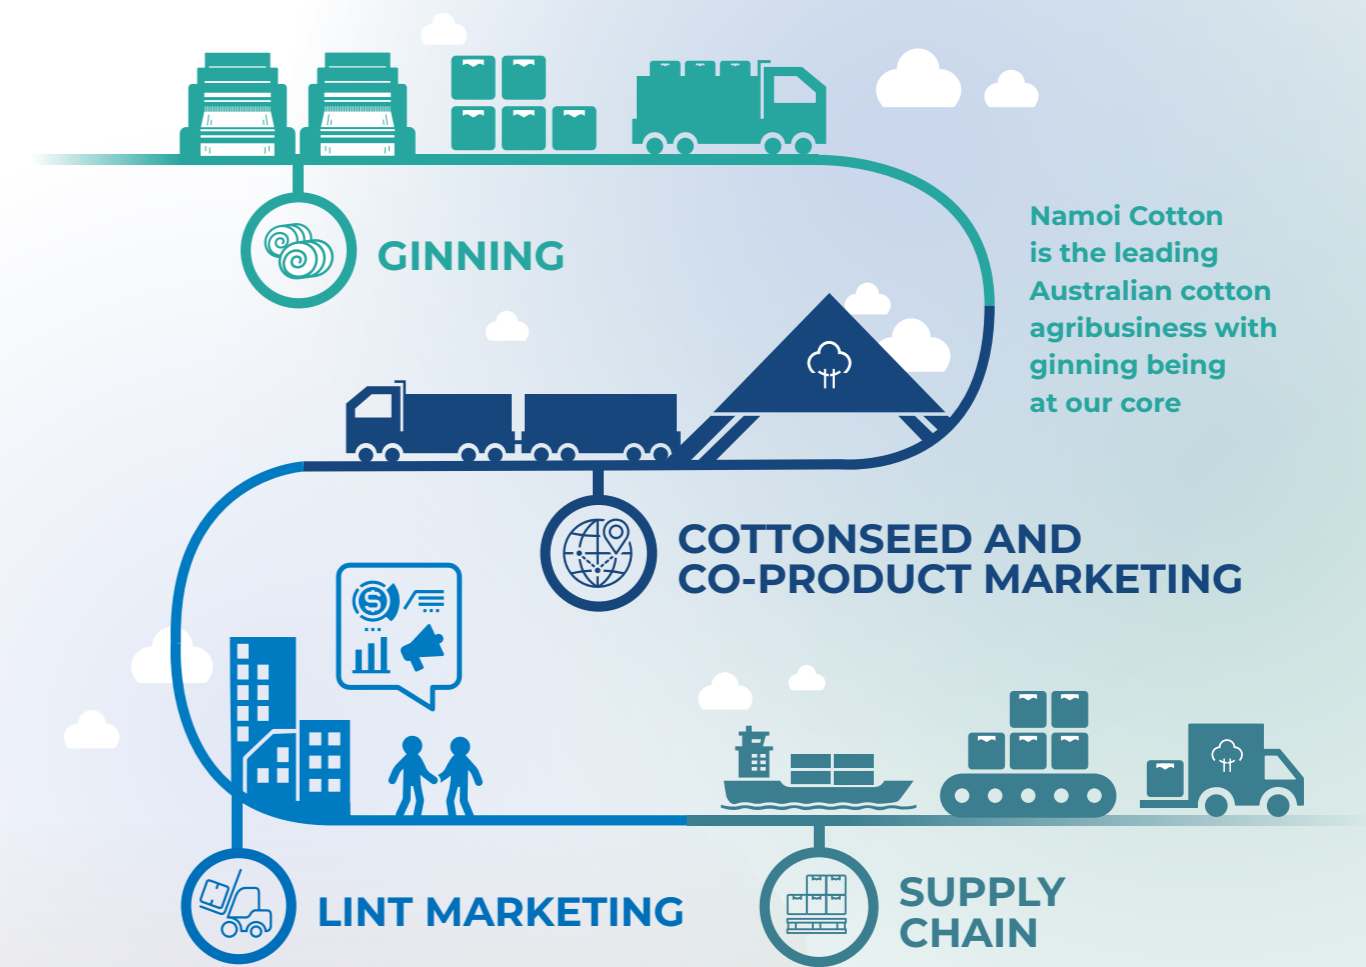 GINNING
Namoi Cotton
is the leading
Australian cotton
agribusiness with
ginning being
at our core
COTTONSEED AND
CO-PRODUCT MARKETING
$
LINT MARKETING
SUPPLY
CHAIN